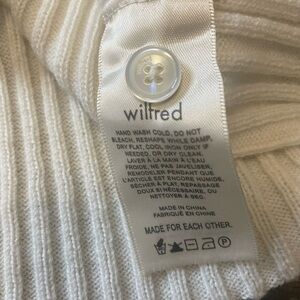 wilfred
HAND WASH COLD, DO NOT
BLEACH, RESHAPE WHILE DAMP,
DRY FLAT, COOL IRON ONLY IF
NEEDED, OR DRY CLEAN.
LAVER À LA MAIN À L'EAU
FROIDE, NE PAS JAVELISER,
REMODELER PENDANT QUE
L'ARTICLE EST ENCORE HUMIDE,
SÉCHER À PLAT, REPASSAGE
DOUX SI NÉCESSAIRE, OU
NETTOYER À SEC.
MADE IN CHINA
FABRIQUÉ EN CHINE
MADE FOR EACH OTHER.